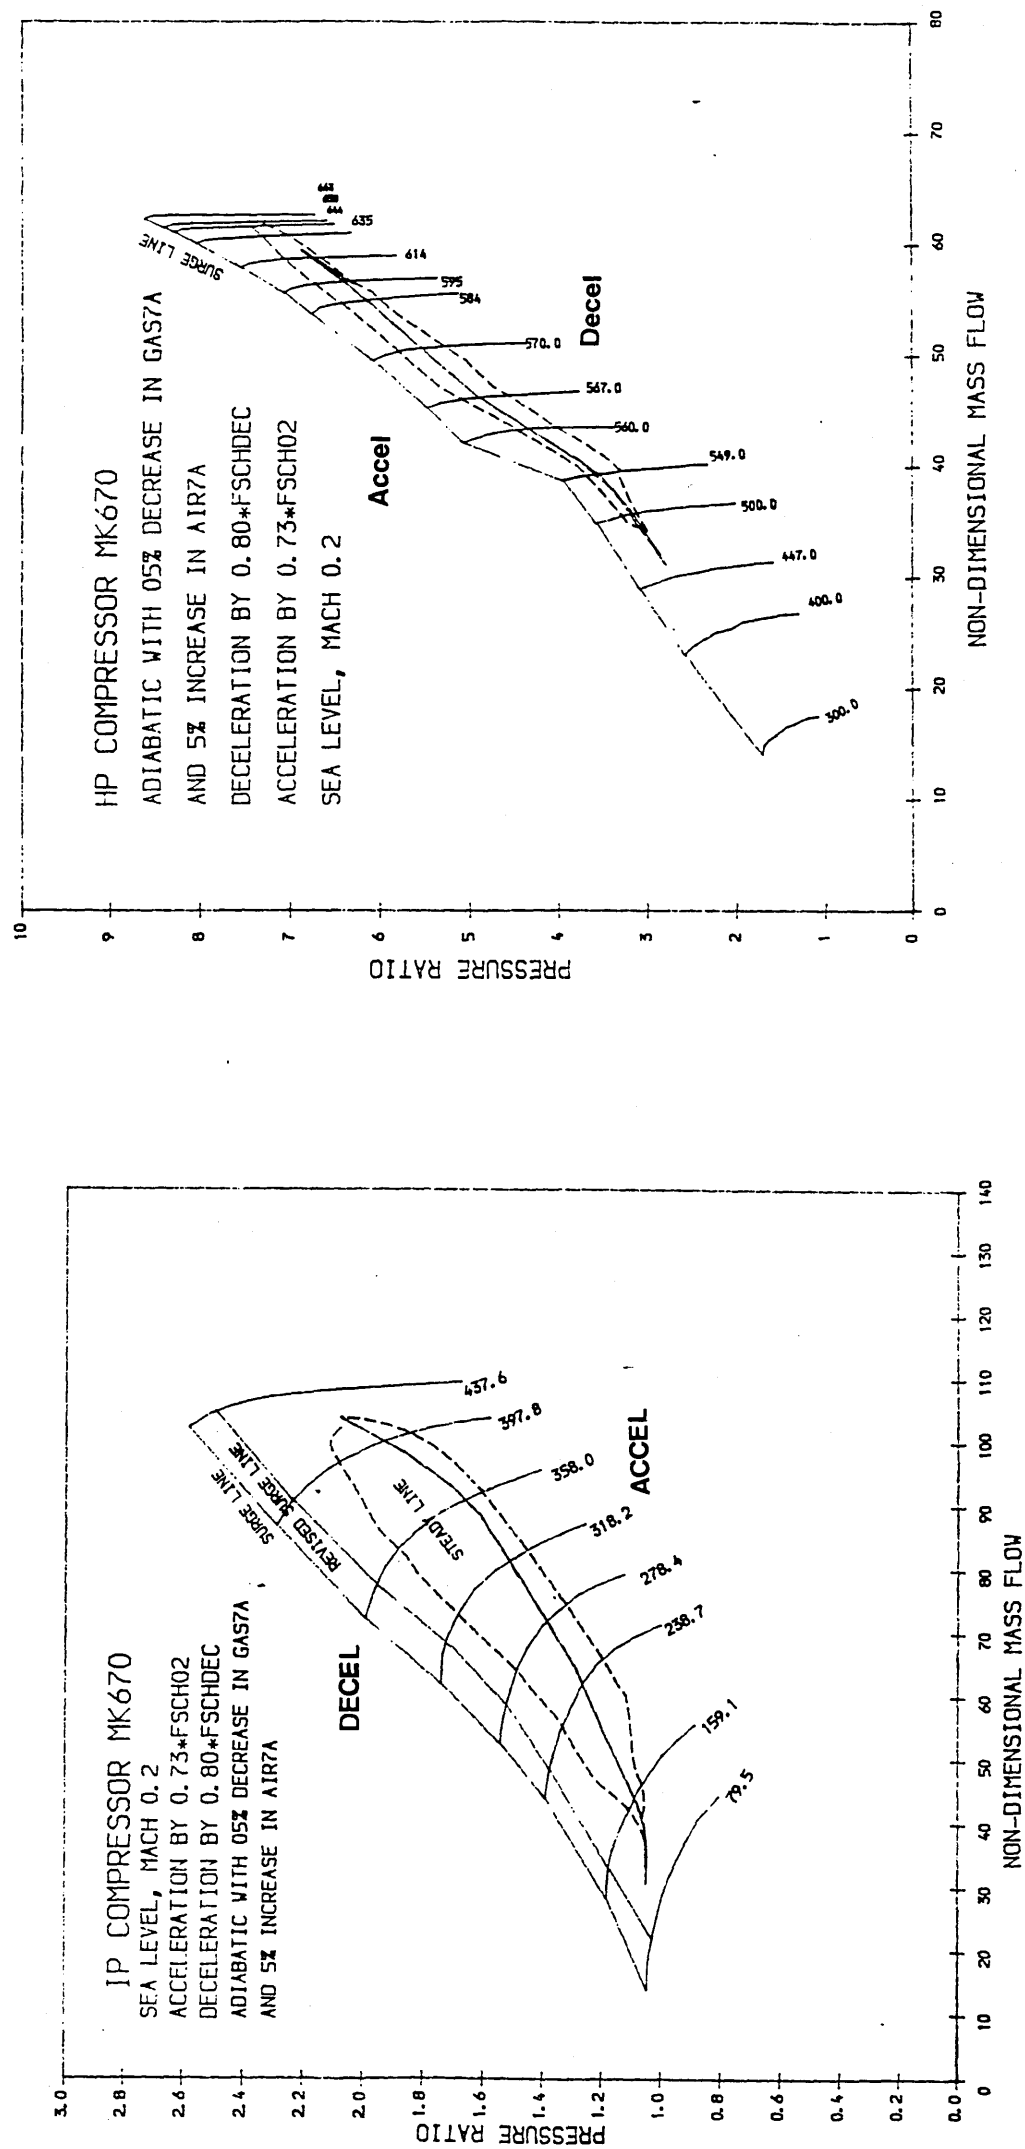 HP COMPRESSOR MK670
ADIABATIC WITH 05% DECREASE IN GAS7A
AND 5% INCREASE IN AIR7A
DECELERATION BY 0.80*FSCHDEC
ACCELERATION BY 0.73*FSCH02
SEA LEVEL, MACH 0.2
SURGE LINE
663
644
635
614
595
584
570.0
567.0
560.0
549.0
500.0
447.0
400.0
300.0
Accel
Decel
PRESSURE RATIO
10
9
8
7
6
5
4
3
2
1
0
0
10
20
30
40
50
60
70
80
NON-DIMENSIONAL MASS FLOW
IP COMPRESSOR MK670
SEA LEVEL, MACH 0.2
ACCELERATION BY 0.73*FSCH02
DECELERATION BY 0.80*FSCHDEC
ADIABATIC WITH 05% DECREASE IN GAS7A
AND 5% INCREASE IN AIR7A
SURGE LINE
REVISED SURGE LINE
STEADY LINE
DECEL
ACCEL
437.6
397.8
358.0
318.2
278.4
238.7
159.1
79.5
PRESSURE RATIO
3.0
2.8
2.6
2.4
2.2
2.0
1.8
1.6
1.4
1.2
1.0
0.0
0
10
20
30
40
50
60
70
80
90
100
110
120
130
140
NON-DIMENSIONAL MASS FLOW